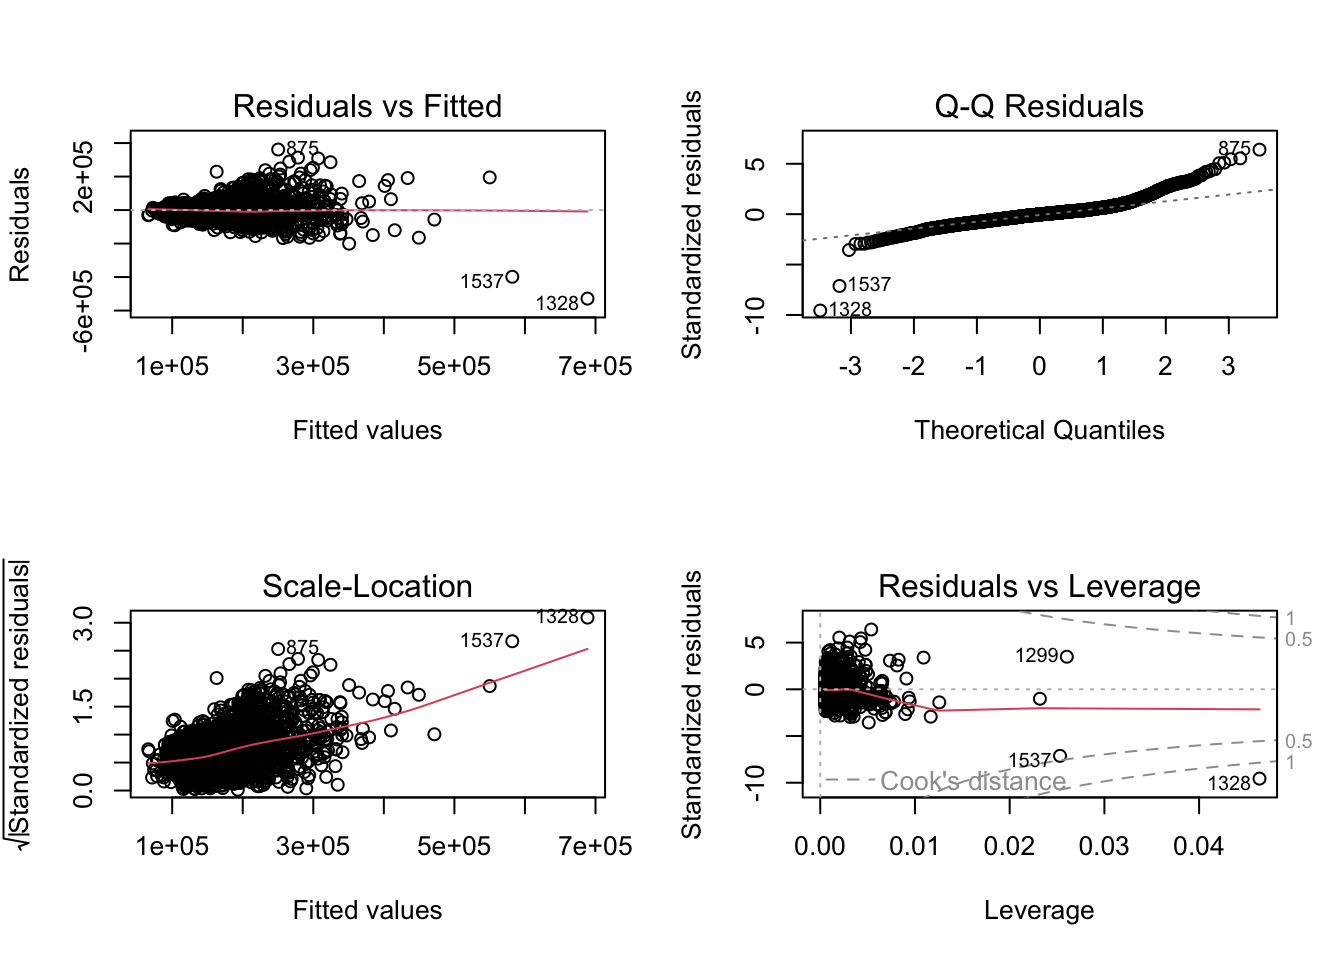 Residuals vs Fitted
Residuals
2e+05
-6e+05
875
1537
1328
1e+05 3e+05 5e+05 7e+05
Fitted values
Q-Q Residuals
Standardized residuals
5
0
-10
875
1537
1328
-3 -2 -1 0 1 2 3
Theoretical Quantiles
Scale-Location
√|Standardized residuals|
3.0
1.5
0.0
1328
1537
875
1e+05 3e+05 5e+05 7e+05
Fitted values
Residuals vs Leverage
Standardized residuals
5
0
-10
1
0.5
1299
0.5
1537
1
Cook's distance
1328
0.00 0.01 0.02 0.03 0.04
Leverage